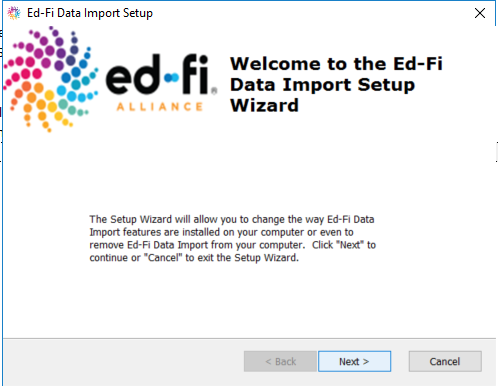 Ed-Fi Data Import Setup
ed-fi®
ALLIANCE
Welcome to the Ed-Fi
Data Import Setup
Wizard
The Setup Wizard will allow you to change the way Ed-Fi Data
Import features are installed on your computer or even to
remove Ed-Fi Data Import from your computer. Click "Next" to
continue or "Cancel" to exit the Setup Wizard.
< Back
Next >
Cancel